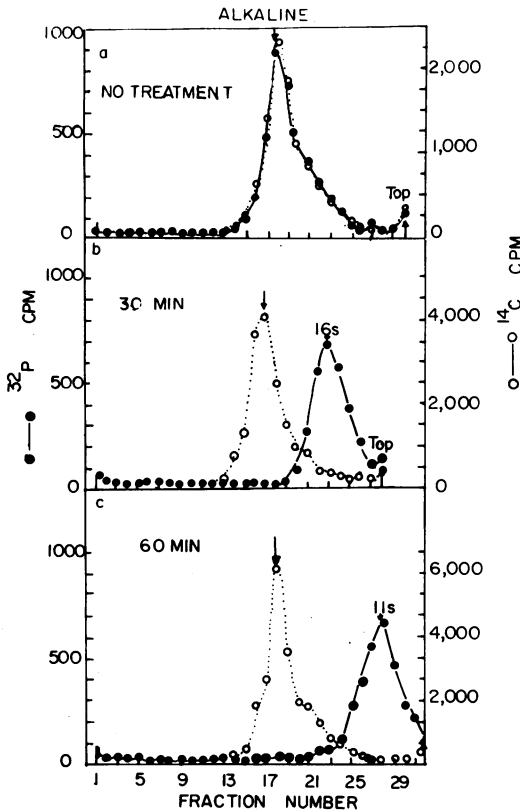 ALKALINE
1000
a
2,000
NO TREATMENT
500
1,000
Top
0
0
b
1000
30 MIN
4,000
16s
500
2,000
Top
0
0
c
60 MIN
1000
6,000
11s
4,000
500
2,000
0
1 5 9 13 17 21 25 29
FRACTION NUMBER
●—● 32P CPM
○—○ 14C CPM